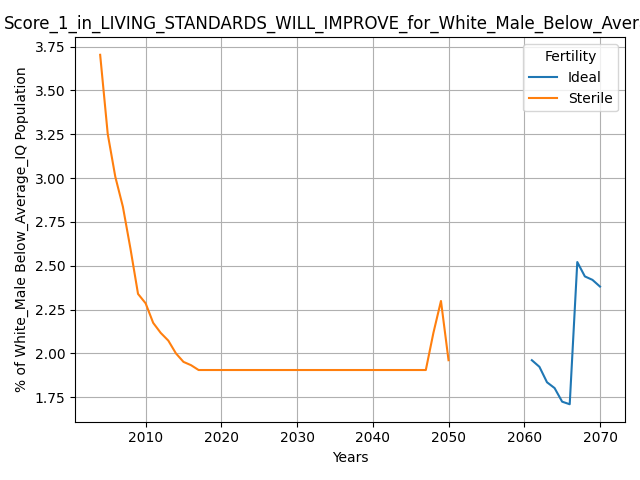 Score_1_in_LIVING_STANDARDS_WILL_IMPROVE_for_White_Male_Below_Aver
Fertility
Ideal
Sterile
% of White_Male Below_Average_IQ Population
3.75
3.50
3.25
3.00
2.75
2.50
2.25
2.00
1.75
2010 2020 2030 2040 2050 2060 2070
Years